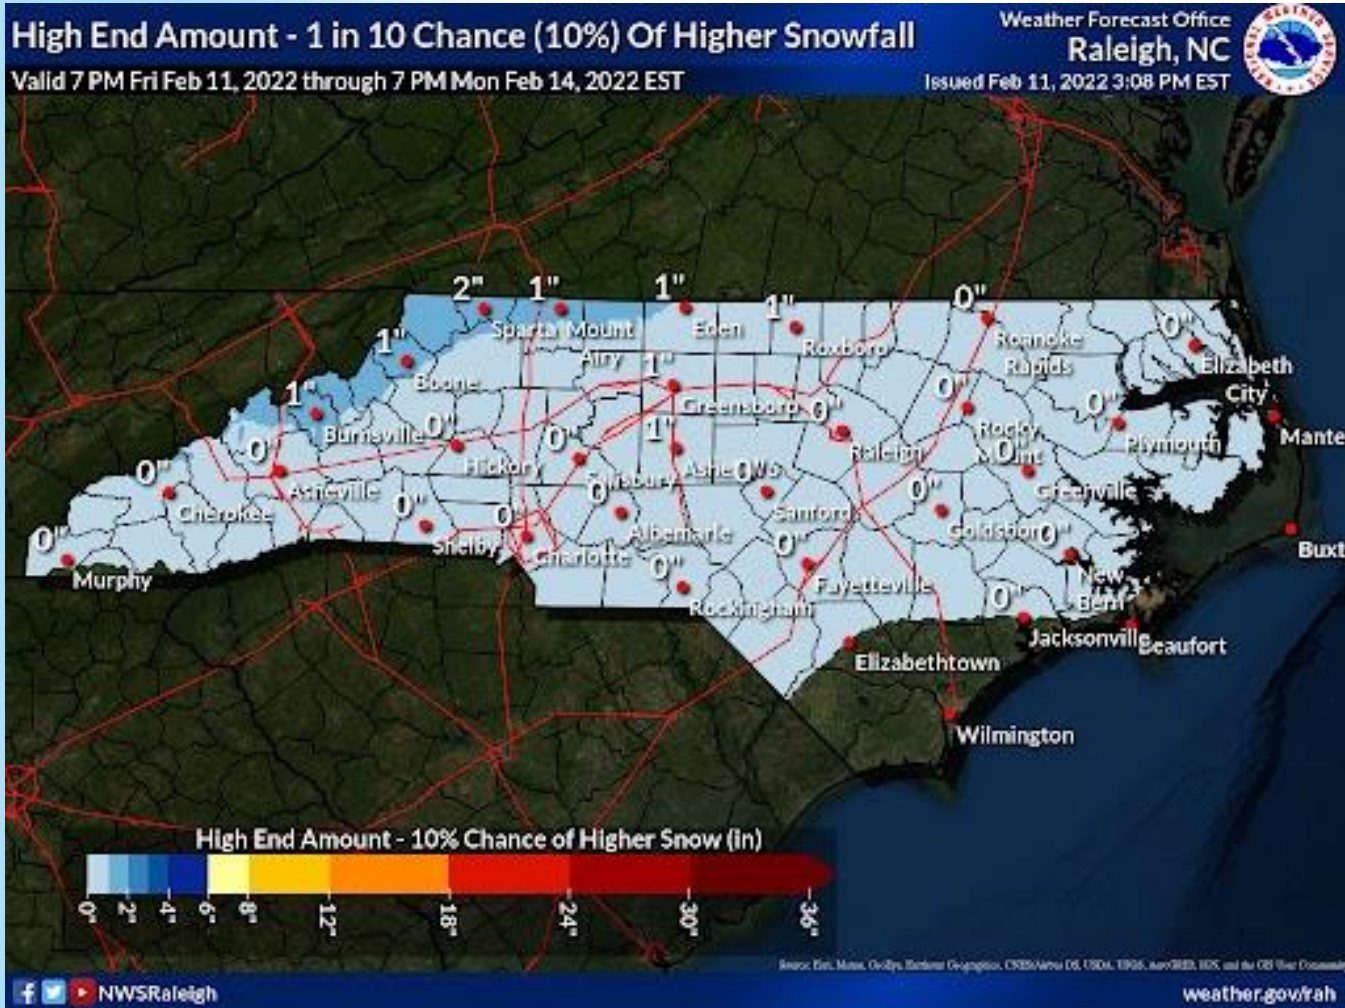 High End Amount - 1 in 10 Chance (10%) Of Higher Snowfall
Valid 7 PM Fri Feb 11, 2022 through 7 PM Mon Feb 14, 2022 EST
Weather Forecast Office
Raleigh, NC
Issued Feb 11, 2022 3:08 PM EST
2" 1" 1" 1" 0" 0"
Sparta Mount Airy
Eden
Roxboro
Roanoke Rapids
Elizabeth City
1"
Boone
1"
Greensboro
1"
Burnsville
0"
Hickory
0"
Salisbury
1"
0"
Raleigh
0"
Rocky Mount
0"
Plymouth
Mante
0"
Asheville
0"
Cherokee
0"
Shelby
0"
Charlotte
0
Albemarle
0"
Sanford
0"
Greenville
0"
Goldsboro
0"
Murphy
0"
Rockingham
0"
Fayetteville
0"
New Bern
0"
Jacksonville
Beaufort
Buxt
Elizabethtown
Wilmington
High End Amount - 10% Chance of Higher Snow (in)
0" 2" 4" 6" 8" 12" 18" 24" 30" 36"
NWSRaleigh
weather.gov/rah